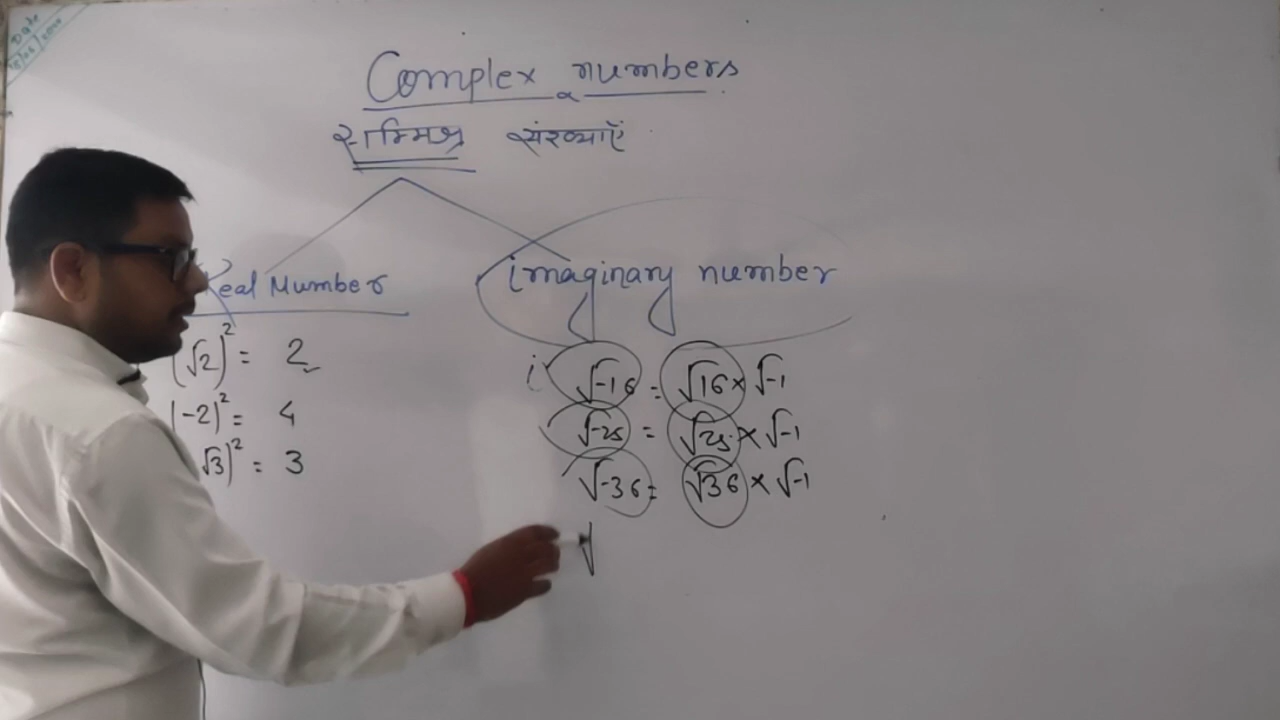 Date
Complex numbers
सम्मिश्र संख्याएँ
Real Number
imaginary number
(√2)² = 2
(-2)² = 4
√3)² = 3
i √-16 = √16 × √-1
√-25 = √25 × √-1
√-36 = √36 × √-1